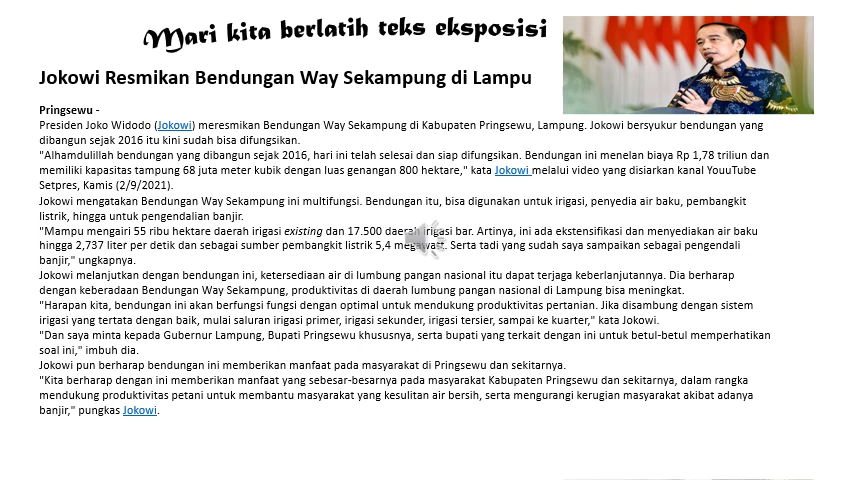 Mari kita berlatih teks eksposisi
Jokowi Resmikan Bendungan Way Sekampung di Lampu
Pringsewu -
Presiden Joko Widodo (Jokowi) meresmikan Bendungan Way Sekampung di Kabupaten Pringsewu, Lampung. Jokowi bersyukur bendungan yang
dibangun sejak 2016 itu kini sudah bisa difungsikan.
"Alhamdulillah bendungan yang dibangun sejak 2016, hari ini telah selesai dan siap difungsikan. Bendungan ini menelan biaya Rp 1,78 triliun dan
memiliki kapasitas tampung 68 juta meter kubik dengan luas genangan 800 hektare," kata Jokowi melalui video yang disiarkan kanal YouuTube
Setpres, Kamis (2/9/2021).
Jokowi mengatakan Bendungan Way Sekampung ini multifungsi. Bendungan itu, bisa digunakan untuk irigasi, penyedia air baku, pembangkit
listrik, hingga untuk pengendalian banjir.
"Mampu mengairi 55 ribu hektare daerah irigasi existing dan 17.500 daerah irigasi bar. Artinya, ini ada ekstensifikasi dan menyediakan air baku
hingga 2,737 liter per detik dan sebagai sumber pembangkit listrik 5,4 megawatt. Serta tadi yang sudah saya sampaikan sebagai pengendali
banjir," ungkapnya.
Jokowi melanjutkan dengan bendungan ini, ketersediaan air di lumbung pangan nasional itu dapat terjaga keberlanjutannya. Dia berharap
dengan keberadaan Bendungan Way Sekampung, produktivitas di daerah lumbung pangan nasional di Lampung bisa meningkat.
"Harapan kita, bendungan ini akan berfungsi fungsi dengan optimal untuk mendukung produktivitas pertanian. Jika disambung dengan sistem
irigasi yang tertata dengan baik, mulai saluran irigasi primer, irigasi sekunder, irigasi tersier, sampai ke kuarter," kata Jokowi.
"Dan saya minta kepada Gubernur Lampung, Bupati Pringsewu khususnya, serta bupati yang terkait dengan ini untuk betul-betul memperhatikan
soal ini," imbuh dia.
Jokowi pun berharap bendungan ini memberikan manfaat pada masyarakat di Pringsewu dan sekitarnya.
"Kita berharap dengan ini memberikan manfaat yang sebesar-besarnya pada masyarakat Kabupaten Pringsewu dan sekitarnya, dalam rangka
mendukung produktivitas petani untuk membantu masyarakat yang kesulitan air bersih, serta mengurangi kerugian masyarakat akibat adanya
banjir," pungkas Jokowi.